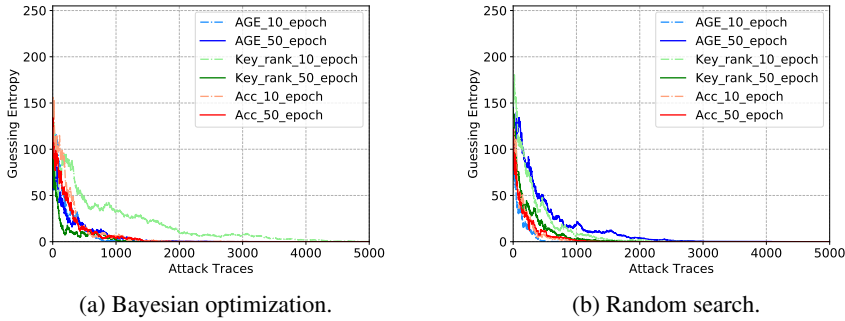 250
200
150
100
50
0
Guessing Entropy
0 1000 2000 3000 4000 5000
Attack Traces
AGE_10_epoch
AGE_50_epoch
Key_rank_10_epoch
Key_rank_50_epoch
Acc_10_epoch
Acc_50_epoch
(a) Bayesian optimization.
250
200
150
100
50
0
Guessing Entropy
0 1000 2000 3000 4000 5000
Attack Traces
AGE_10_epoch
AGE_50_epoch
Key_rank_10_epoch
Key_rank_50_epoch
Acc_10_epoch
Acc_50_epoch
(b) Random search.